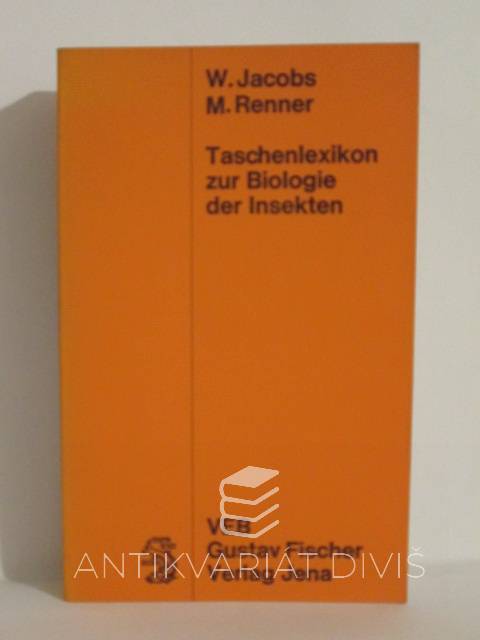 W. Jacobs
M. Renner
Taschenlexikon
zur Biologie
der Insekten
VEB
Gustav Fischer
Verlag Jena
ANTIKVARIÁT DIVIŠ